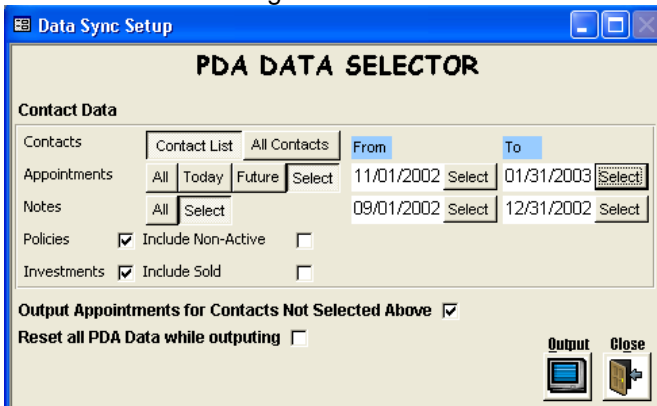 Data Sync Setup
PDA DATA SELECTOR
Contact Data
Contacts Contact List All Contacts From To
Appointments All Today Future Select 11/01/2002 Select 01/31/2003 Select
Notes All Select 09/01/2002 Select 12/31/2002 Select
Policies Include Non-Active
Investments Include Sold
Output Appointments for Contacts Not Selected Above
Reset all PDA Data while outputing
Output Close